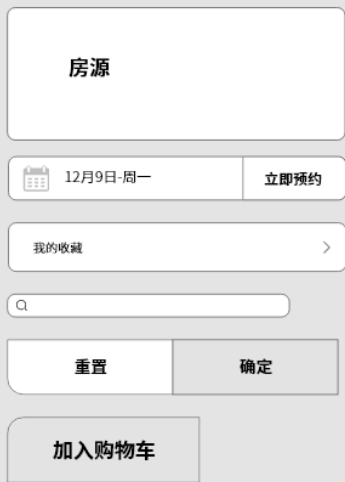 房源
12月9日-周一
立即预约
我的收藏
重置
确定
加入购物车